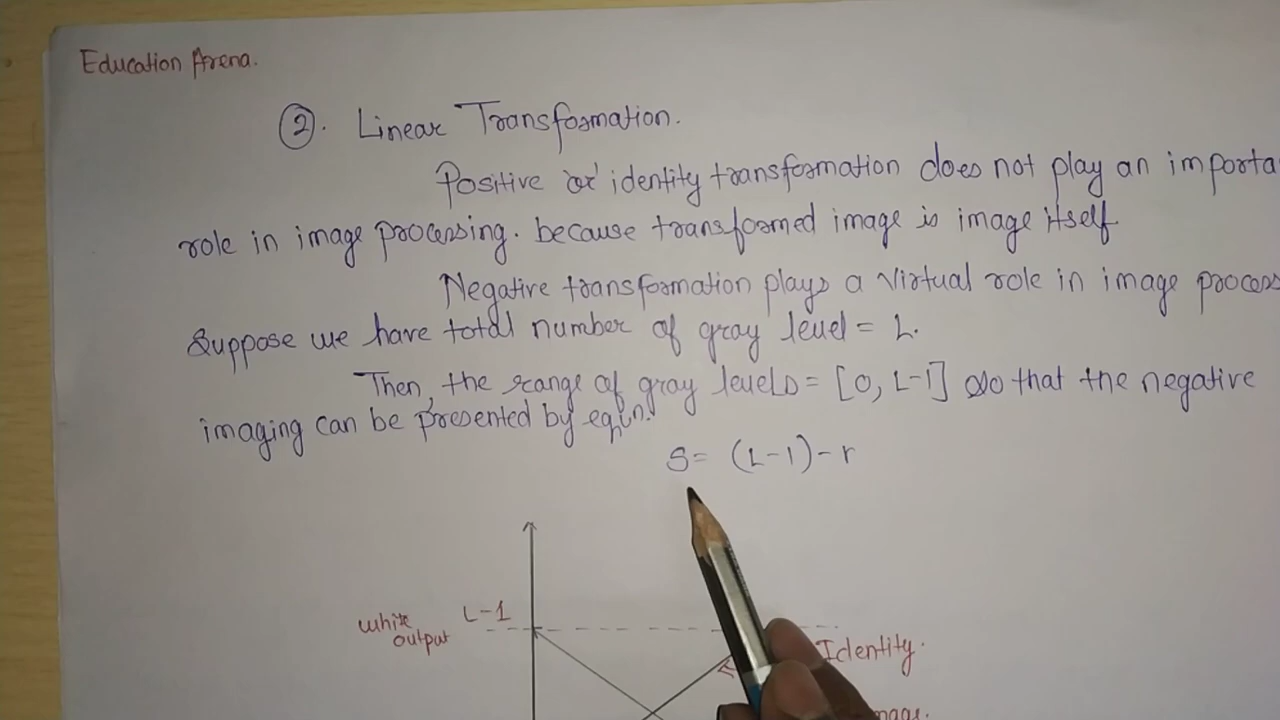 Education Arena.
②. Linear Transformation.
Positive or identity transformation does not play an importa
role in image processing. because transformed image is image itself
Negative transformation plays a virtual role in image process
Suppose we have total number of gray level = L.
Then, the range of gray levels = [0, L-1] so that the negative
imaging can be presented by eqn.
S= (L-1)-r
L-1
white
output
Identity.